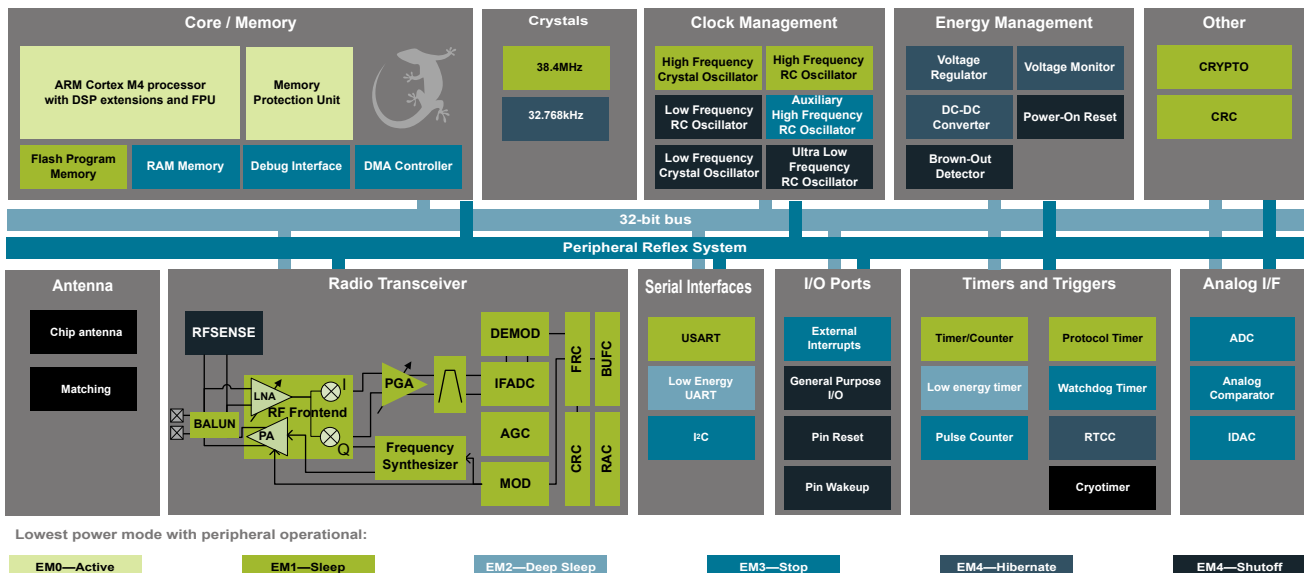 Core / Memory
ARM Cortex M4 processor
with DSP extensions and FPU
Memory
Protection Unit
Flash Program
Memory
RAM Memory
Debug Interface
DMA Controller
Crystals
38.4MHz
32.768kHz
Clock Management
High Frequency
Crystal Oscillator
High Frequency
RC Oscillator
Low Frequency
RC Oscillator
Auxiliary
High Frequency
RC Oscillator
Low Frequency
Crystal Oscillator
Ultra Low
Frequency
RC Oscillator
Energy Management
Voltage
Regulator
Voltage Monitor
DC-DC
Converter
Power-On Reset
Brown-Out
Detector
Other
CRYPTO
CRC
32-bit bus
Peripheral Reflex System
Antenna
Chip antenna
Matching
Radio Transceiver
RFSENSE
BALUN
LNA
RF Frontend
PA
I
Q
PGA
Frequency
Synthesizer
DEMOD
IFADC
AGC
MOD
FRC
BUFC
CRC
RAC
Serial Interfaces
USART
Low Energy
UART
I²C
I/O Ports
External
Interrupts
General Purpose
I/O
Pin Reset
Pin Wakeup
Timers and Triggers
Timer/Counter
Protocol Timer
Low energy timer
Watchdog Timer
Pulse Counter
RTCC
Cryotimer
Analog I/F
ADC
Analog
Comparator
IDAC
Lowest power mode with peripheral operational:
EM0—Active
EM1—Sleep
EM2—Deep Sleep
EM3—Stop
EM4—Hibernate
EM4—Shutoff